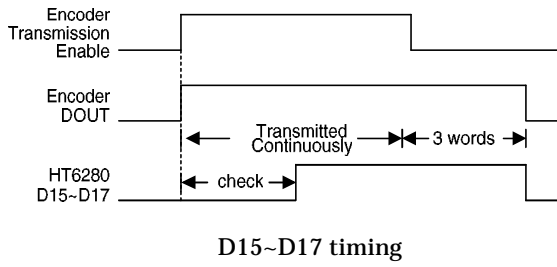 Encoder
Transmission
Enable
Encoder
DOUT
Transmitted
Continuously
3 words
HT6280
D15~D17
check
D15~D17 timing